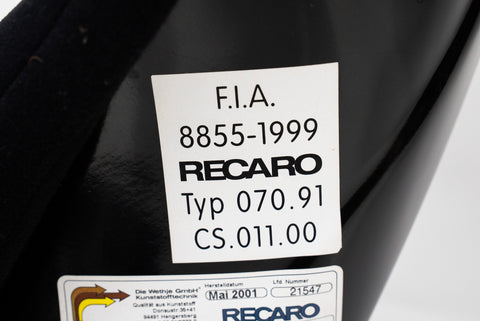 F.I.A.
8855-1999
RECARO
Typ 070.91
CS.011.00
Die Wethje GmbH
Kunststofftechnik
Qualität aus Kunststoff
Donaustr 35+41
94491 Hengersberg
Herstelldatum
Lfd. Nummer
Mai 2001
21547
RECARO